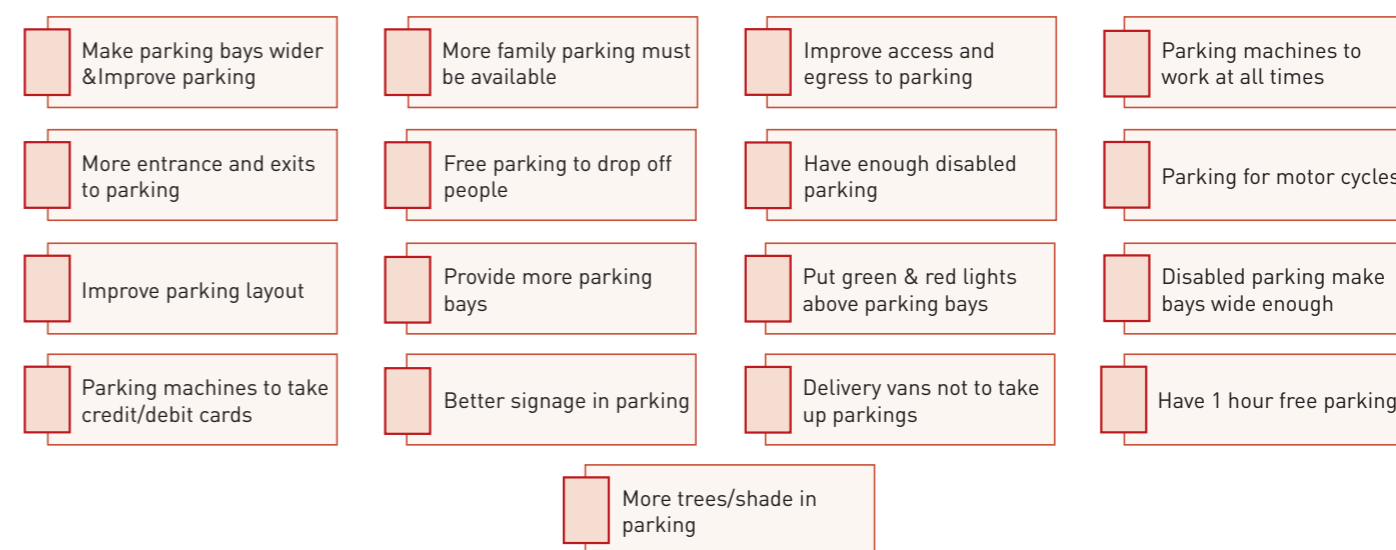 Make parking bays wider
&Improve parking
More family parking must
be available
Improve access and
egress to parking
Parking machines to
work at all times
More entrance and exits
to parking
Free parking to drop off
people
Have enough disabled
parking
Parking for motor cycles
Improve parking layout
Provide more parking
bays
Put green & red lights
above parking bays
Disabled parking make
bays wide enough
Parking machines to take
credit/debit cards
Better signage in parking
Delivery vans not to take
up parkings
Have 1 hour free parking
More trees/shade in
parking